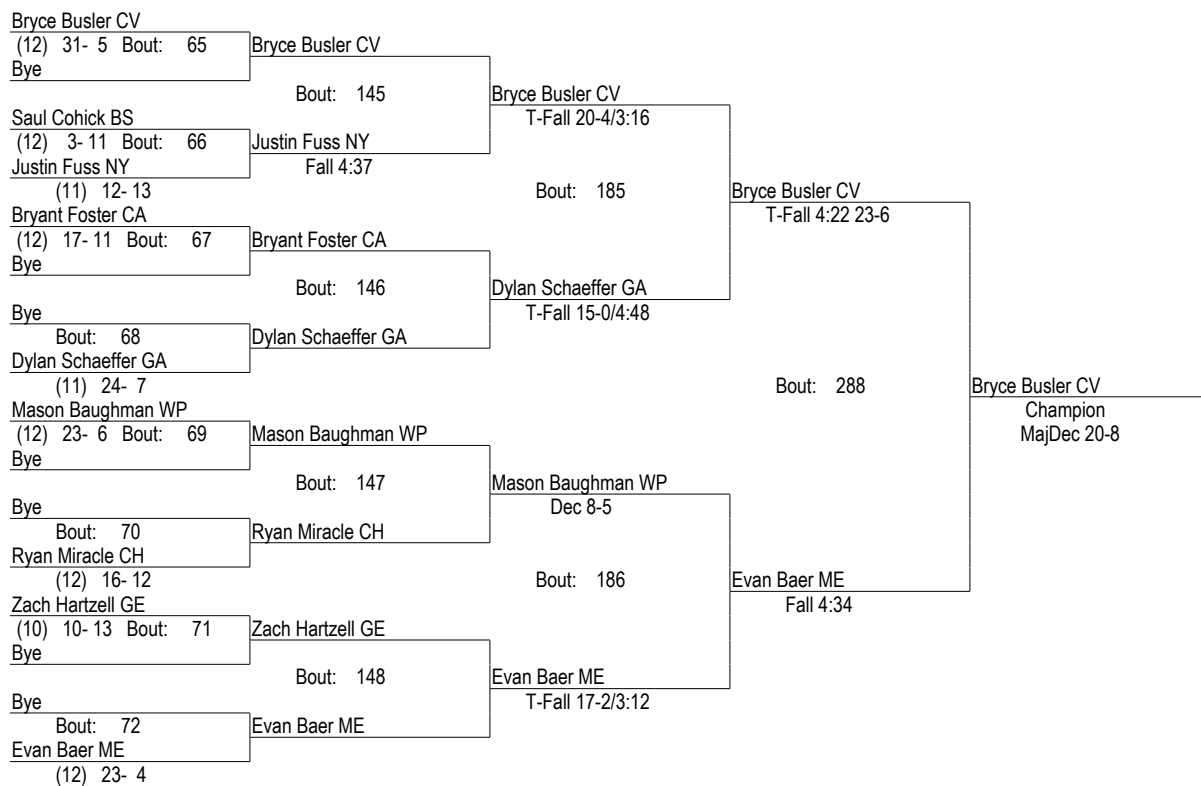 Bryce Busler CV
(12) 31- 5 Bout: 65
Bye
Bryce Busler CV
Bout: 145
Saul Cohick BS
(12) 3- 11 Bout: 66
Justin Fuss NY
(11) 12- 13
Justin Fuss NY
Fall 4:37
Bryce Busler CV
T-Fall 20-4/3:16
Bout: 185
Bryant Foster CA
(12) 17- 11 Bout: 67
Bye
Bryant Foster CA
Bout: 146
Bye
Bout: 68
Dylan Schaeffer GA
(11) 24- 7
Dylan Schaeffer GA
Dylan Schaeffer GA
T-Fall 15-0/4:48
Bryce Busler CV
T-Fall 4:22 23-6
Bout: 288
Mason Baughman WP
(12) 23- 6 Bout: 69
Bye
Mason Baughman WP
Bout: 147
Bye
Bout: 70
Ryan Miracle CH
(12) 16- 12
Ryan Miracle CH
Mason Baughman WP
Dec 8-5
Bout: 186
Zach Hartzell GE
(10) 10- 13 Bout: 71
Bye
Zach Hartzell GE
Bout: 148
Bye
Bout: 72
Evan Baer ME
(12) 23- 4
Evan Baer ME
Evan Baer ME
T-Fall 17-2/3:12
Evan Baer ME
Fall 4:34
Bryce Busler CV
Champion
MajDec 20-8